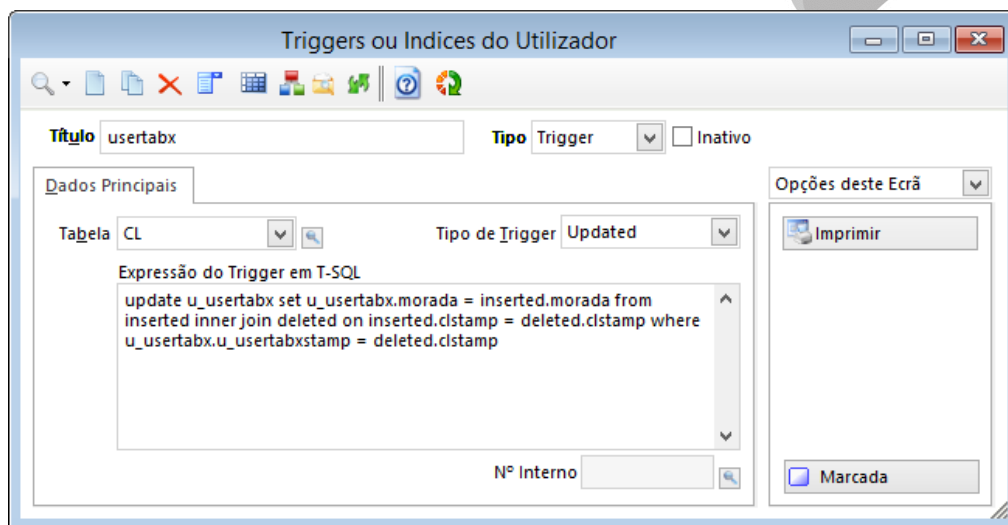 Triggers ou Indices do Utilizador
Título usertabx Tipo Trigger Inativo
Dados Principais Opções deste Ecrã
Tabela CL Tipo de Trigger Updated Imprimir
Expressão do Trigger em T-SQL
update u_usertabx set u_usertabx.morada = inserted.morada from
inserted inner join deleted on inserted.clstamp = deleted.clstamp where
u_usertabx.u_usertabxstamp = deleted.clstamp
Nº Interno Marcada